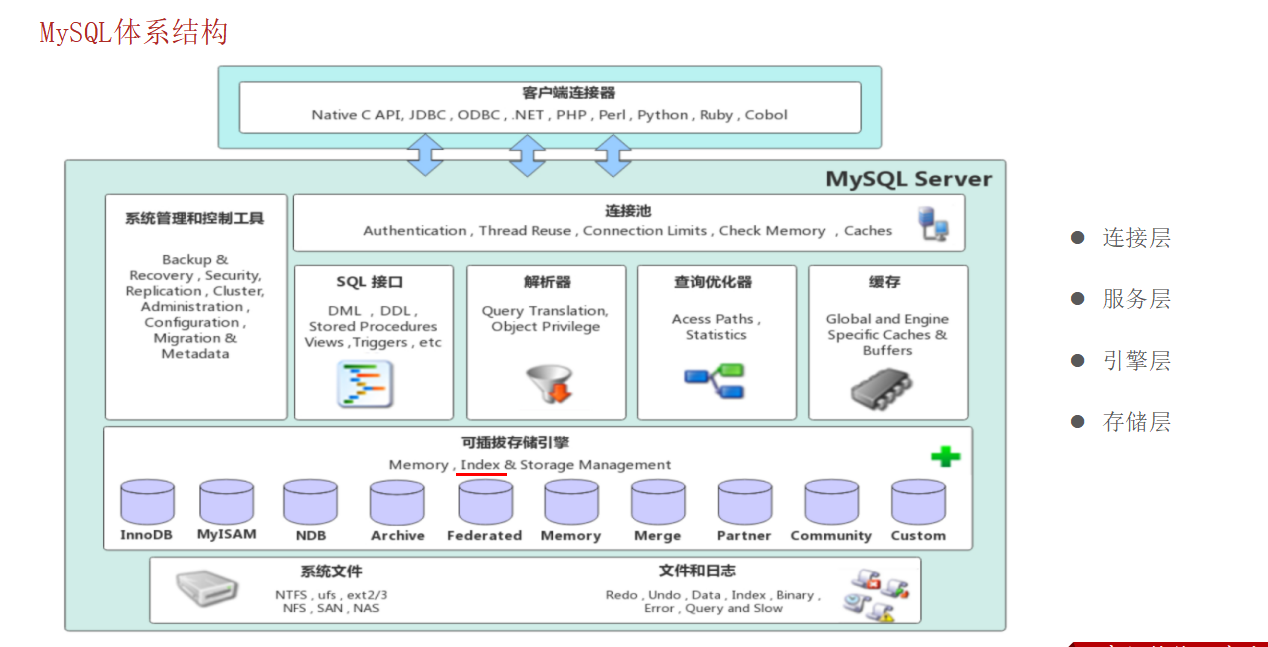 MySQL体系结构
客户端连接器
Native C API, JDBC , ODBC , .NET , PHP , Perl , Python , Ruby , Cobol
MySQL Server
系统管理和控制工具
Backup &
Recovery , Security,
Replication , Cluster,
Administration ,
Configuration ,
Migration &
Metadata
连接池
Authentication , Thread Reuse , Connection Limits , Check Memory , Caches
SQL 接口
DML , DDL ,
Stored Procedures
Views ,Triggers , etc
解析器
Query Translation,
Object Privilege
查询优化器
Acess Paths ,
Statistics
缓存
Global and Engine
Specific Caches &
Buffers
可插拔存储引擎
Memory , Index & Storage Management
InnoDB MyISAM NDB Archive Federated Memory Merge Partner Community Custom
系统文件
NTFS , ufs , ext2/3
NFS , SAN , NAS
文件和日志
Redo , Undo , Data , Index , Binary ,
Error , Query and Slow
连接层
服务层
引擎层
存储层